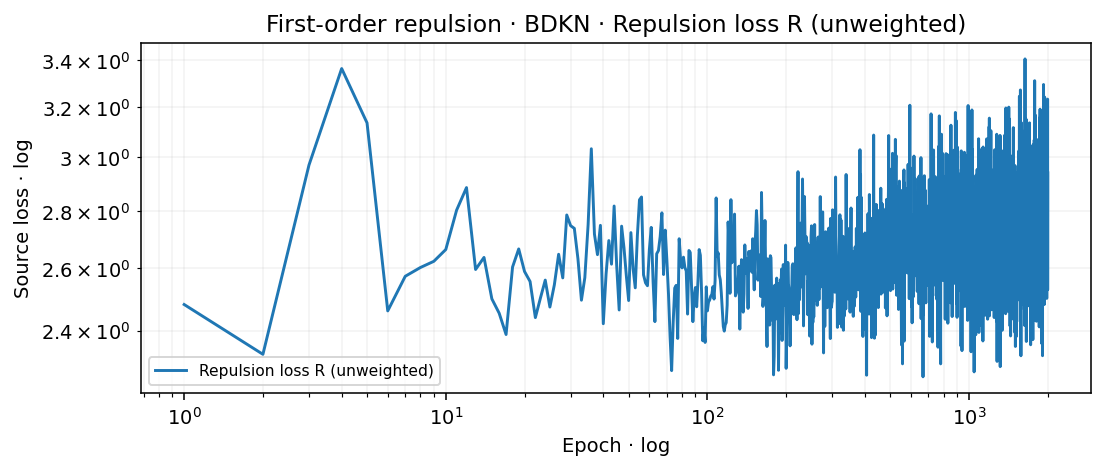 First-order repulsion · BDKN · Repulsion loss R (unweighted)
Source loss · log
3.4 × 10⁰
3.2 × 10⁰
3 × 10⁰
2.8 × 10⁰
2.6 × 10⁰
2.4 × 10⁰
Repulsion loss R (unweighted)
10⁰ 10¹ 10² 10³
Epoch · log